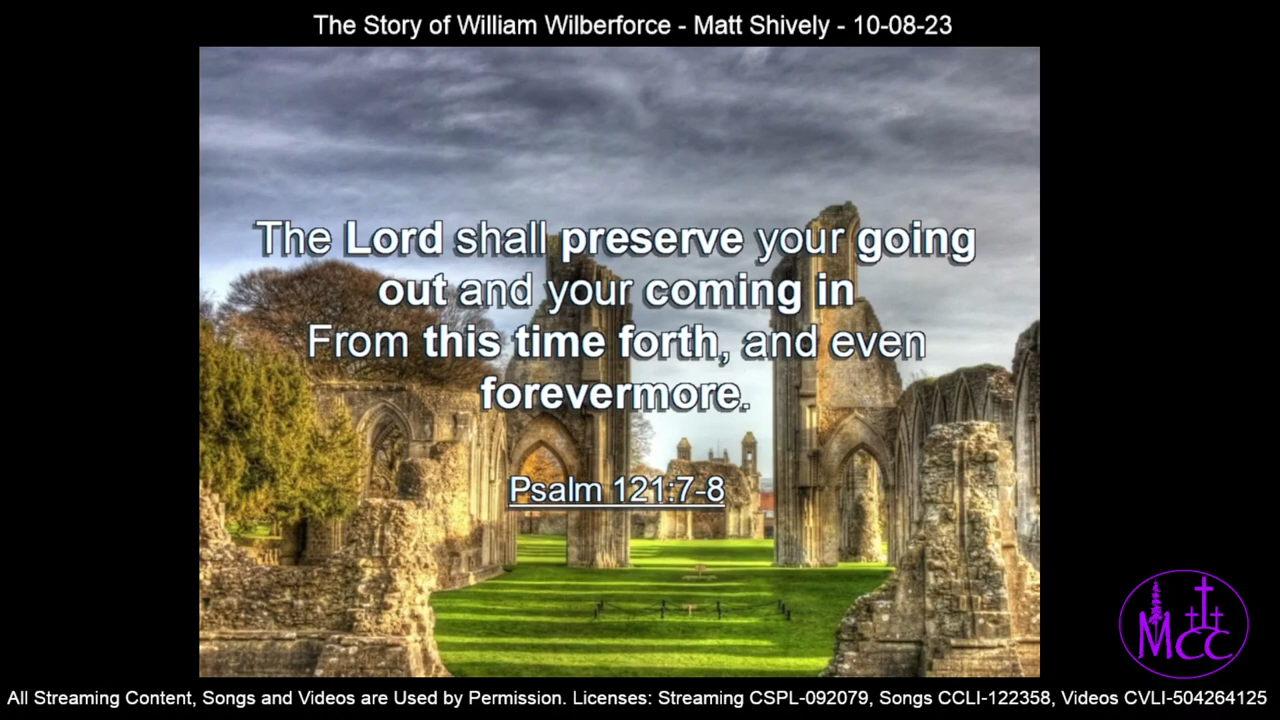 The Story of William Wilberforce - Matt Shively - 10-08-23
The Lord shall preserve your going
out and your coming in
From this time forth, and even
forevermore.
Psalm 121:7-8
MCC
All Streaming Content, Songs and Videos are Used by Permission. Licenses: Streaming CSPL-092079, Songs CCLI-122358, Videos CVLI-504264125